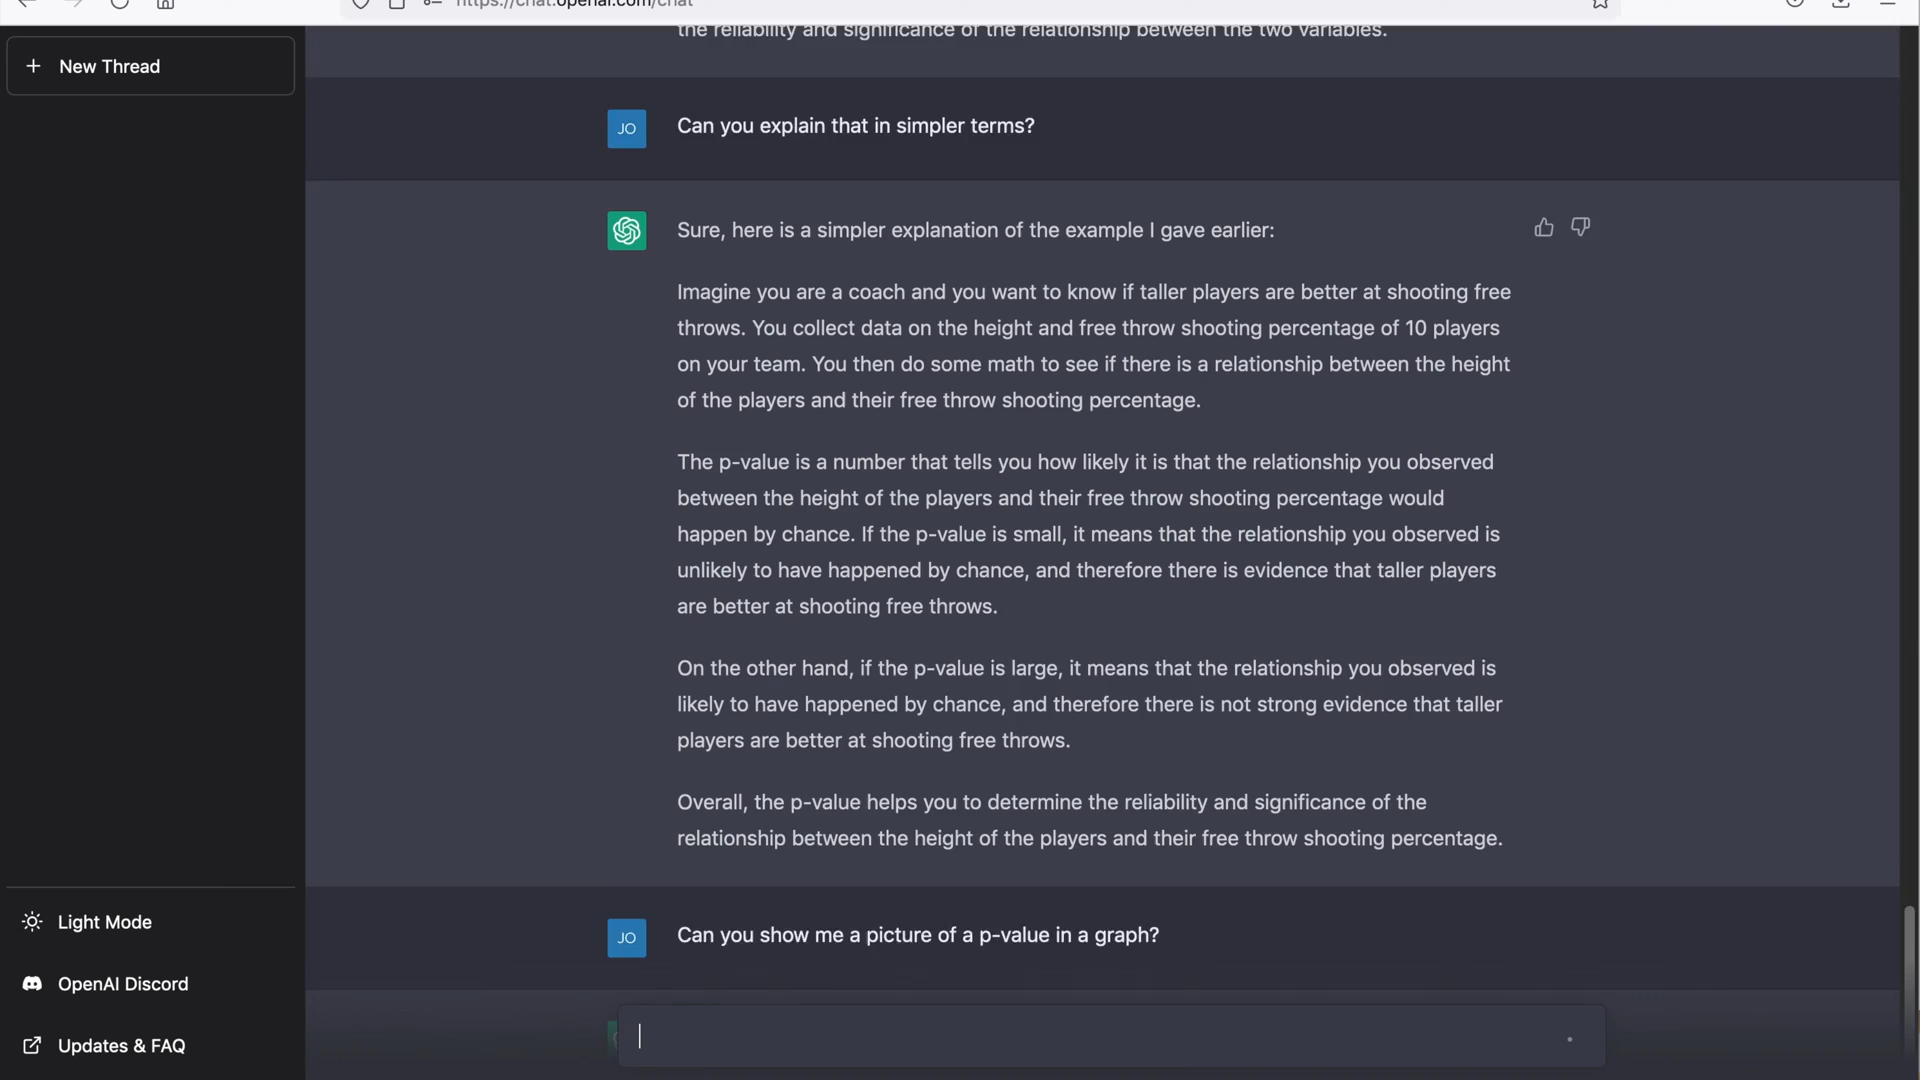 https://chat.openai.com/chat
New Thread
the reliability and significance of the relationship between the two variables.
JO
Can you explain that in simpler terms?
Sure, here is a simpler explanation of the example I gave earlier:
Imagine you are a coach and you want to know if taller players are better at shooting free
throws. You collect data on the height and free throw shooting percentage of 10 players
on your team. You then do some math to see if there is a relationship between the height
of the players and their free throw shooting percentage.
The p-value is a number that tells you how likely it is that the relationship you observed
between the height of the players and their free throw shooting percentage would
happen by chance. If the p-value is small, it means that the relationship you observed is
unlikely to have happened by chance, and therefore there is evidence that taller players
are better at shooting free throws.
On the other hand, if the p-value is large, it means that the relationship you observed is
likely to have happened by chance, and therefore there is not strong evidence that taller
players are better at shooting free throws.
Overall, the p-value helps you to determine the reliability and significance of the
relationship between the height of the players and their free throw shooting percentage.
JO
Can you show me a picture of a p-value in a graph?
Light Mode
OpenAI Discord
Updates & FAQ